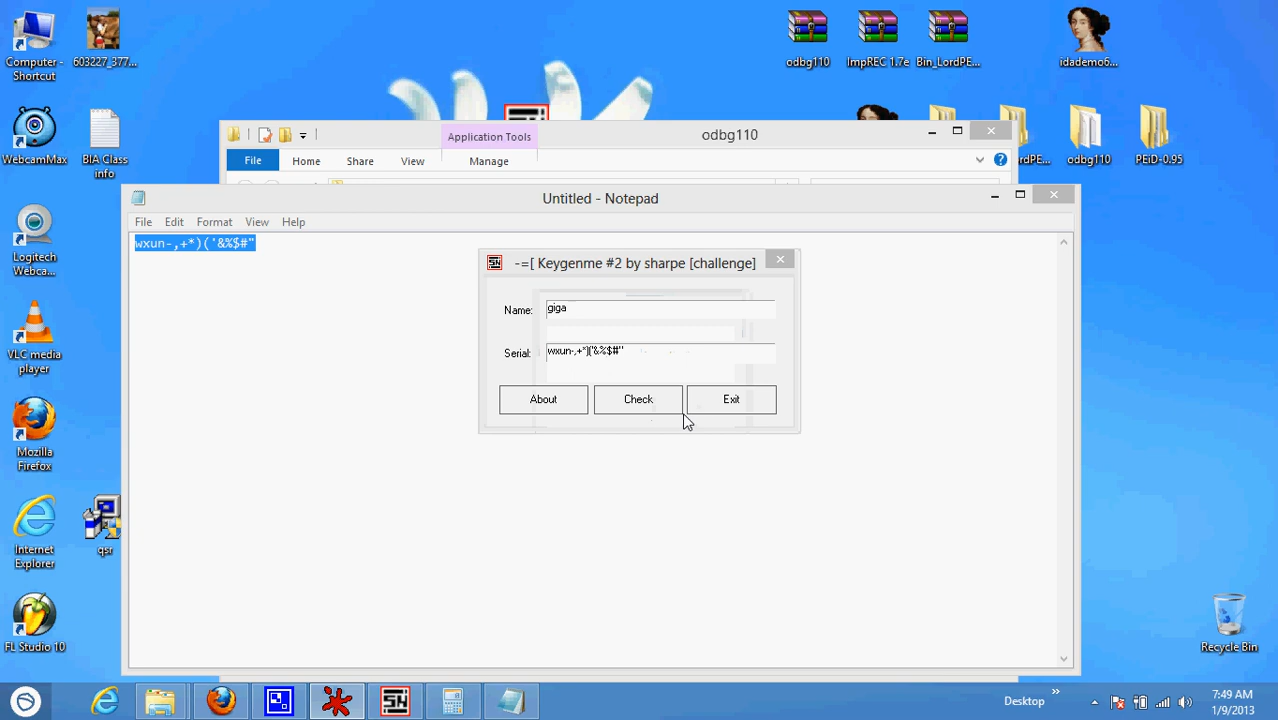 Computer -
Shortcut
603227_377...
odbg110
ImpREC 1.7e
Bin_LordPE...
idademo6...
WebcamMax
BIA Class
info
Application Tools
odbg110
File
Home
Share
View
Manage
rdPE...
odbg110
PEiD-0.95
Untitled - Notepad
File
Edit
Format
View
Help
wxun-,+*)('&%$#"
-=[ Keygenme #2 by sharpe [challenge]
Name:
giga
Serial:
wxun-,+*)('&%$#"
About
Check
Exit
Logitech
Webca...
VLC media
player
Mozilla
Firefox
Internet
Explorer
qsr
FL Studio 10
Recycle Bin
Desktop
7:49 AM
1/9/2013